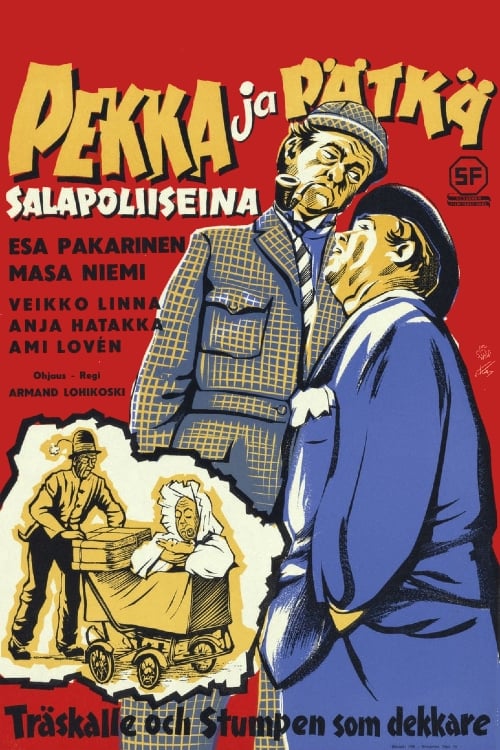 PEKKA ja PÄTKÄ
SALAPOLIISEINA
SF
ESA PAKARINEN
MASA NIEMI
VEIKKO LINNA
ANJA HATAKKA
AMI LOVÉN
Ohjaus - Regi
ARMAND LOHIKOSKI
Träskalle och Stumpen som dekkare